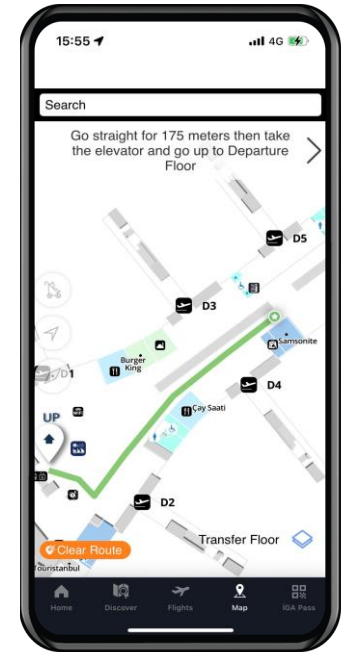 15:55
4G
Search
Go straight for 175 meters then take
the elevator and go up to Departure
Floor
D5
D3
Samsonite
Burger
King
D1
D4
Çay Saati
UP
D2
Transfer Floor
Clear Route
Touristanbul
Home
Discover
Flights
Map
IGA Pass